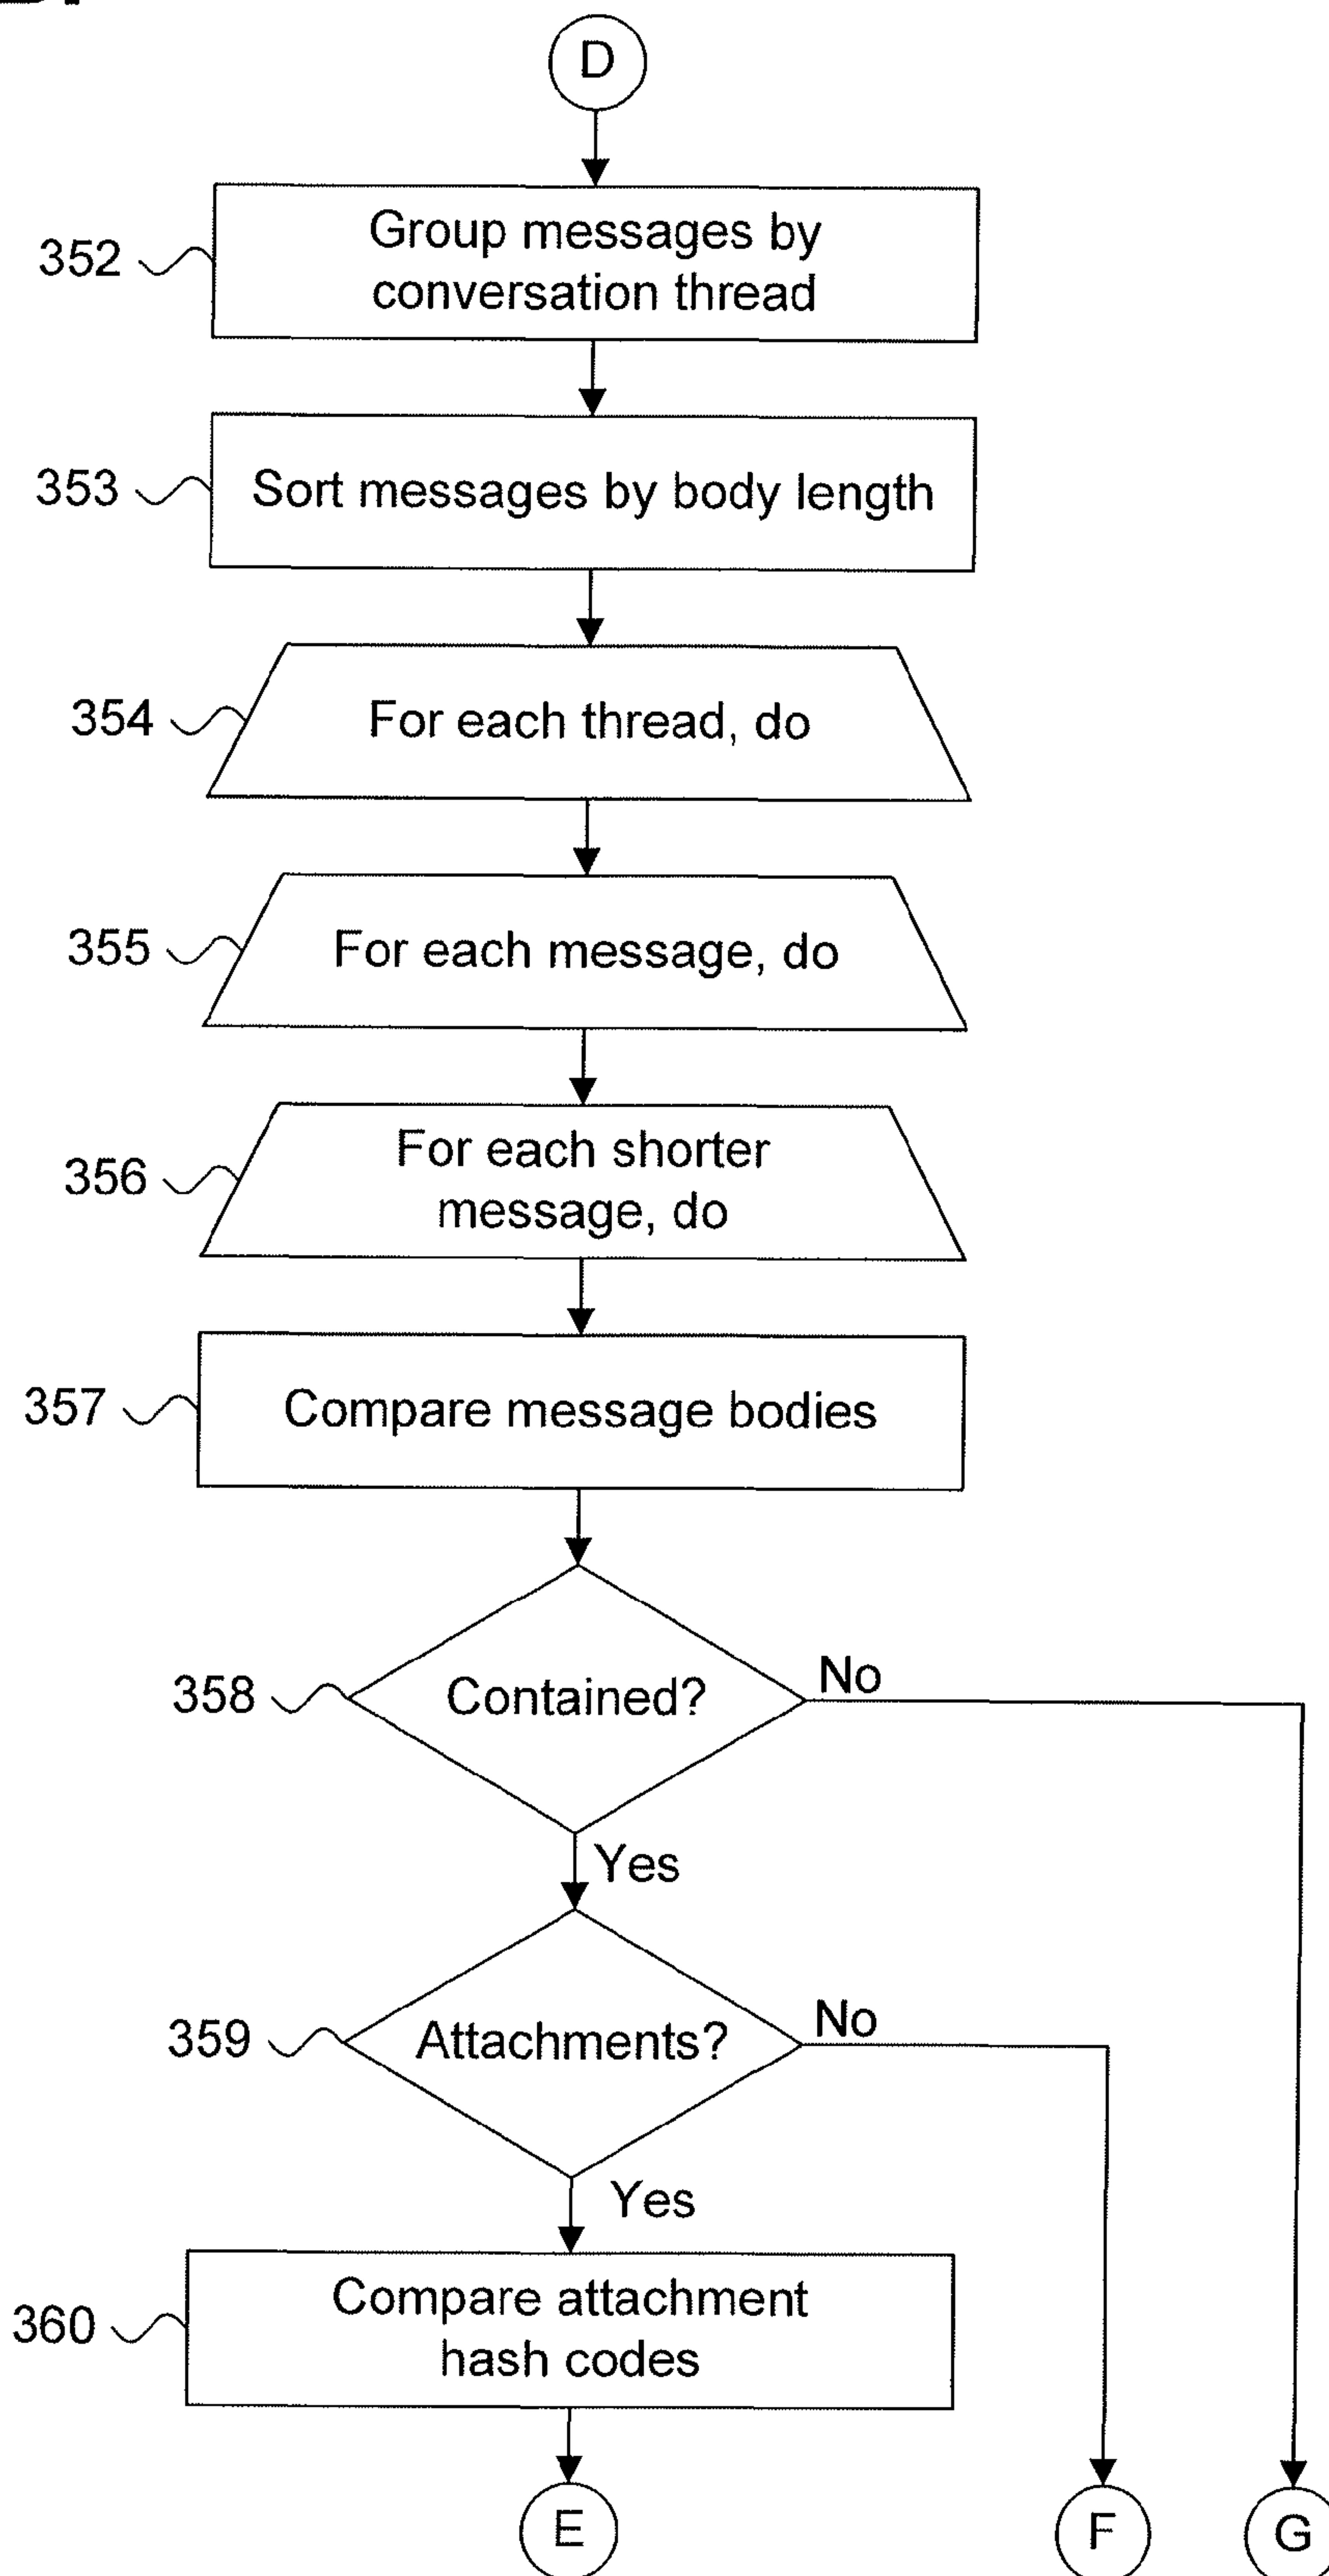 D
Group messages by
conversation thread
352
Sort messages by body length
353
For each thread, do
354
For each message, do
355
For each shorter
message, do
356
Compare message bodies
357
Contained?
358
No
Yes
Attachments?
359
No
Yes
Compare attachment
hash codes
360
E
F
G